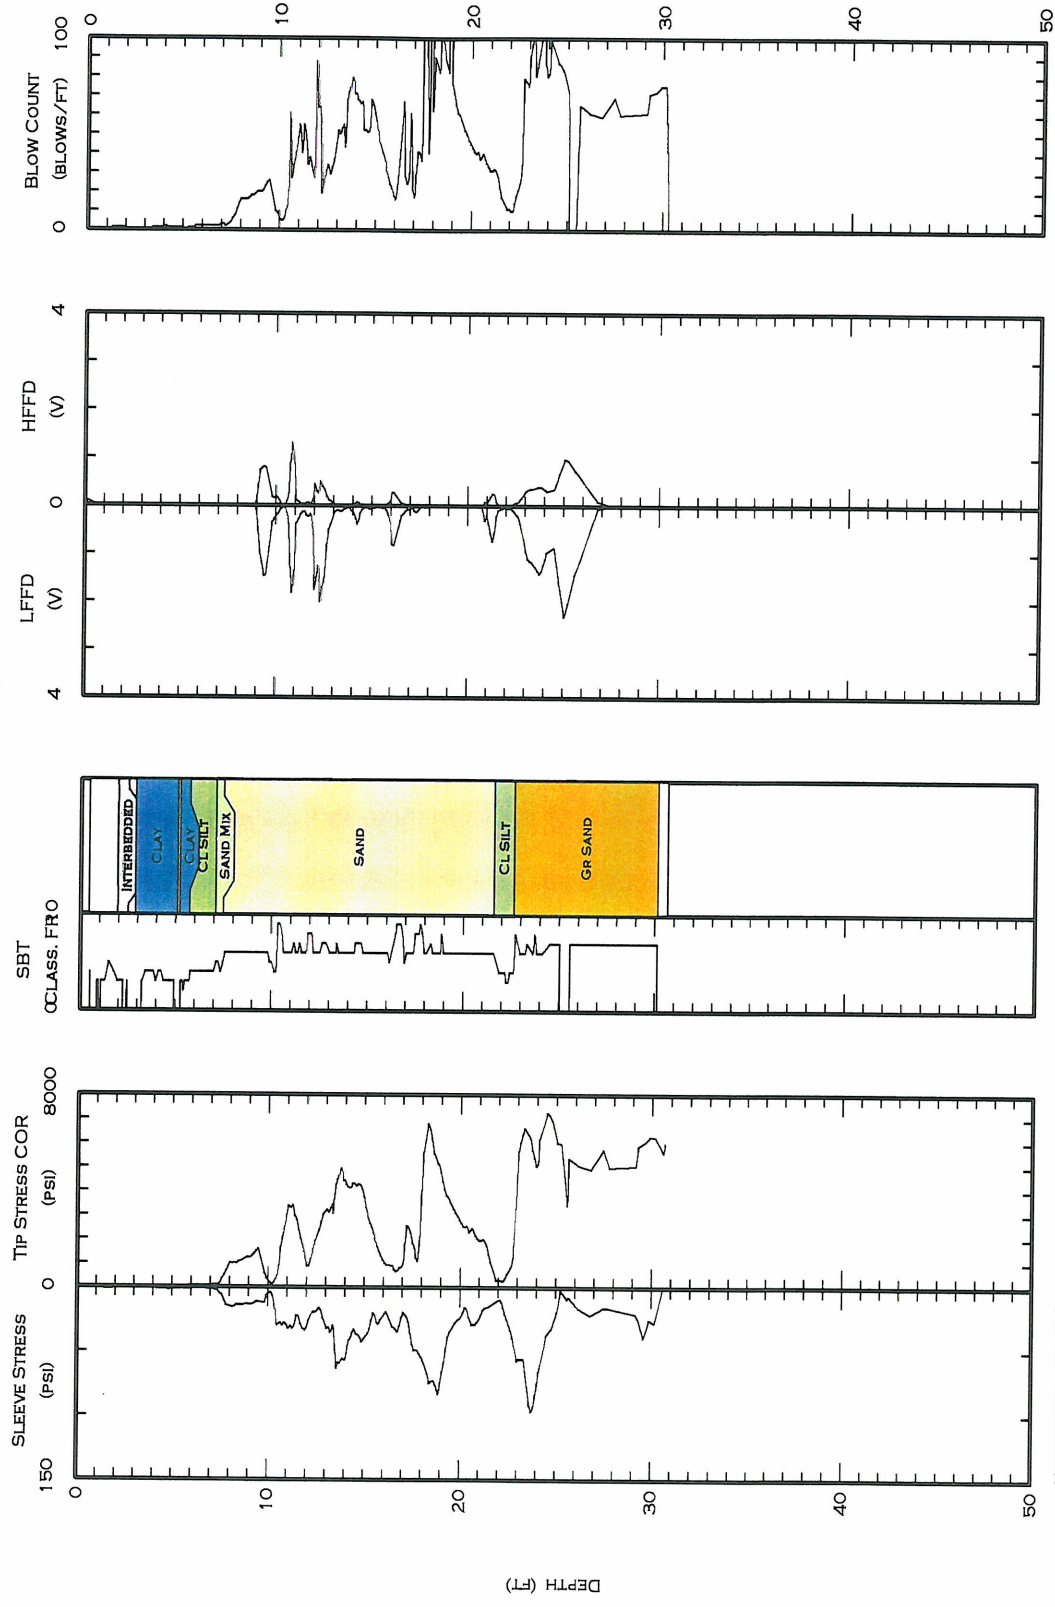 SLEEVE STRESS
(PSI)
TIP STRESS COR
(PSI)
SBT
(CLASS. FR)
LFFD
(V)
HFFD
(V)
BLOW COUNT
(BLOWS/FT)
150
0
8000
0
4
0
4
0
100
0
10
20
30
40
50
DEPTH (FT)
INTERBEDDED
CLAY
CLAY
CL SILT
SAND MIX
SAND
CL SILT
GR SAND
0
10
20
30
40
50